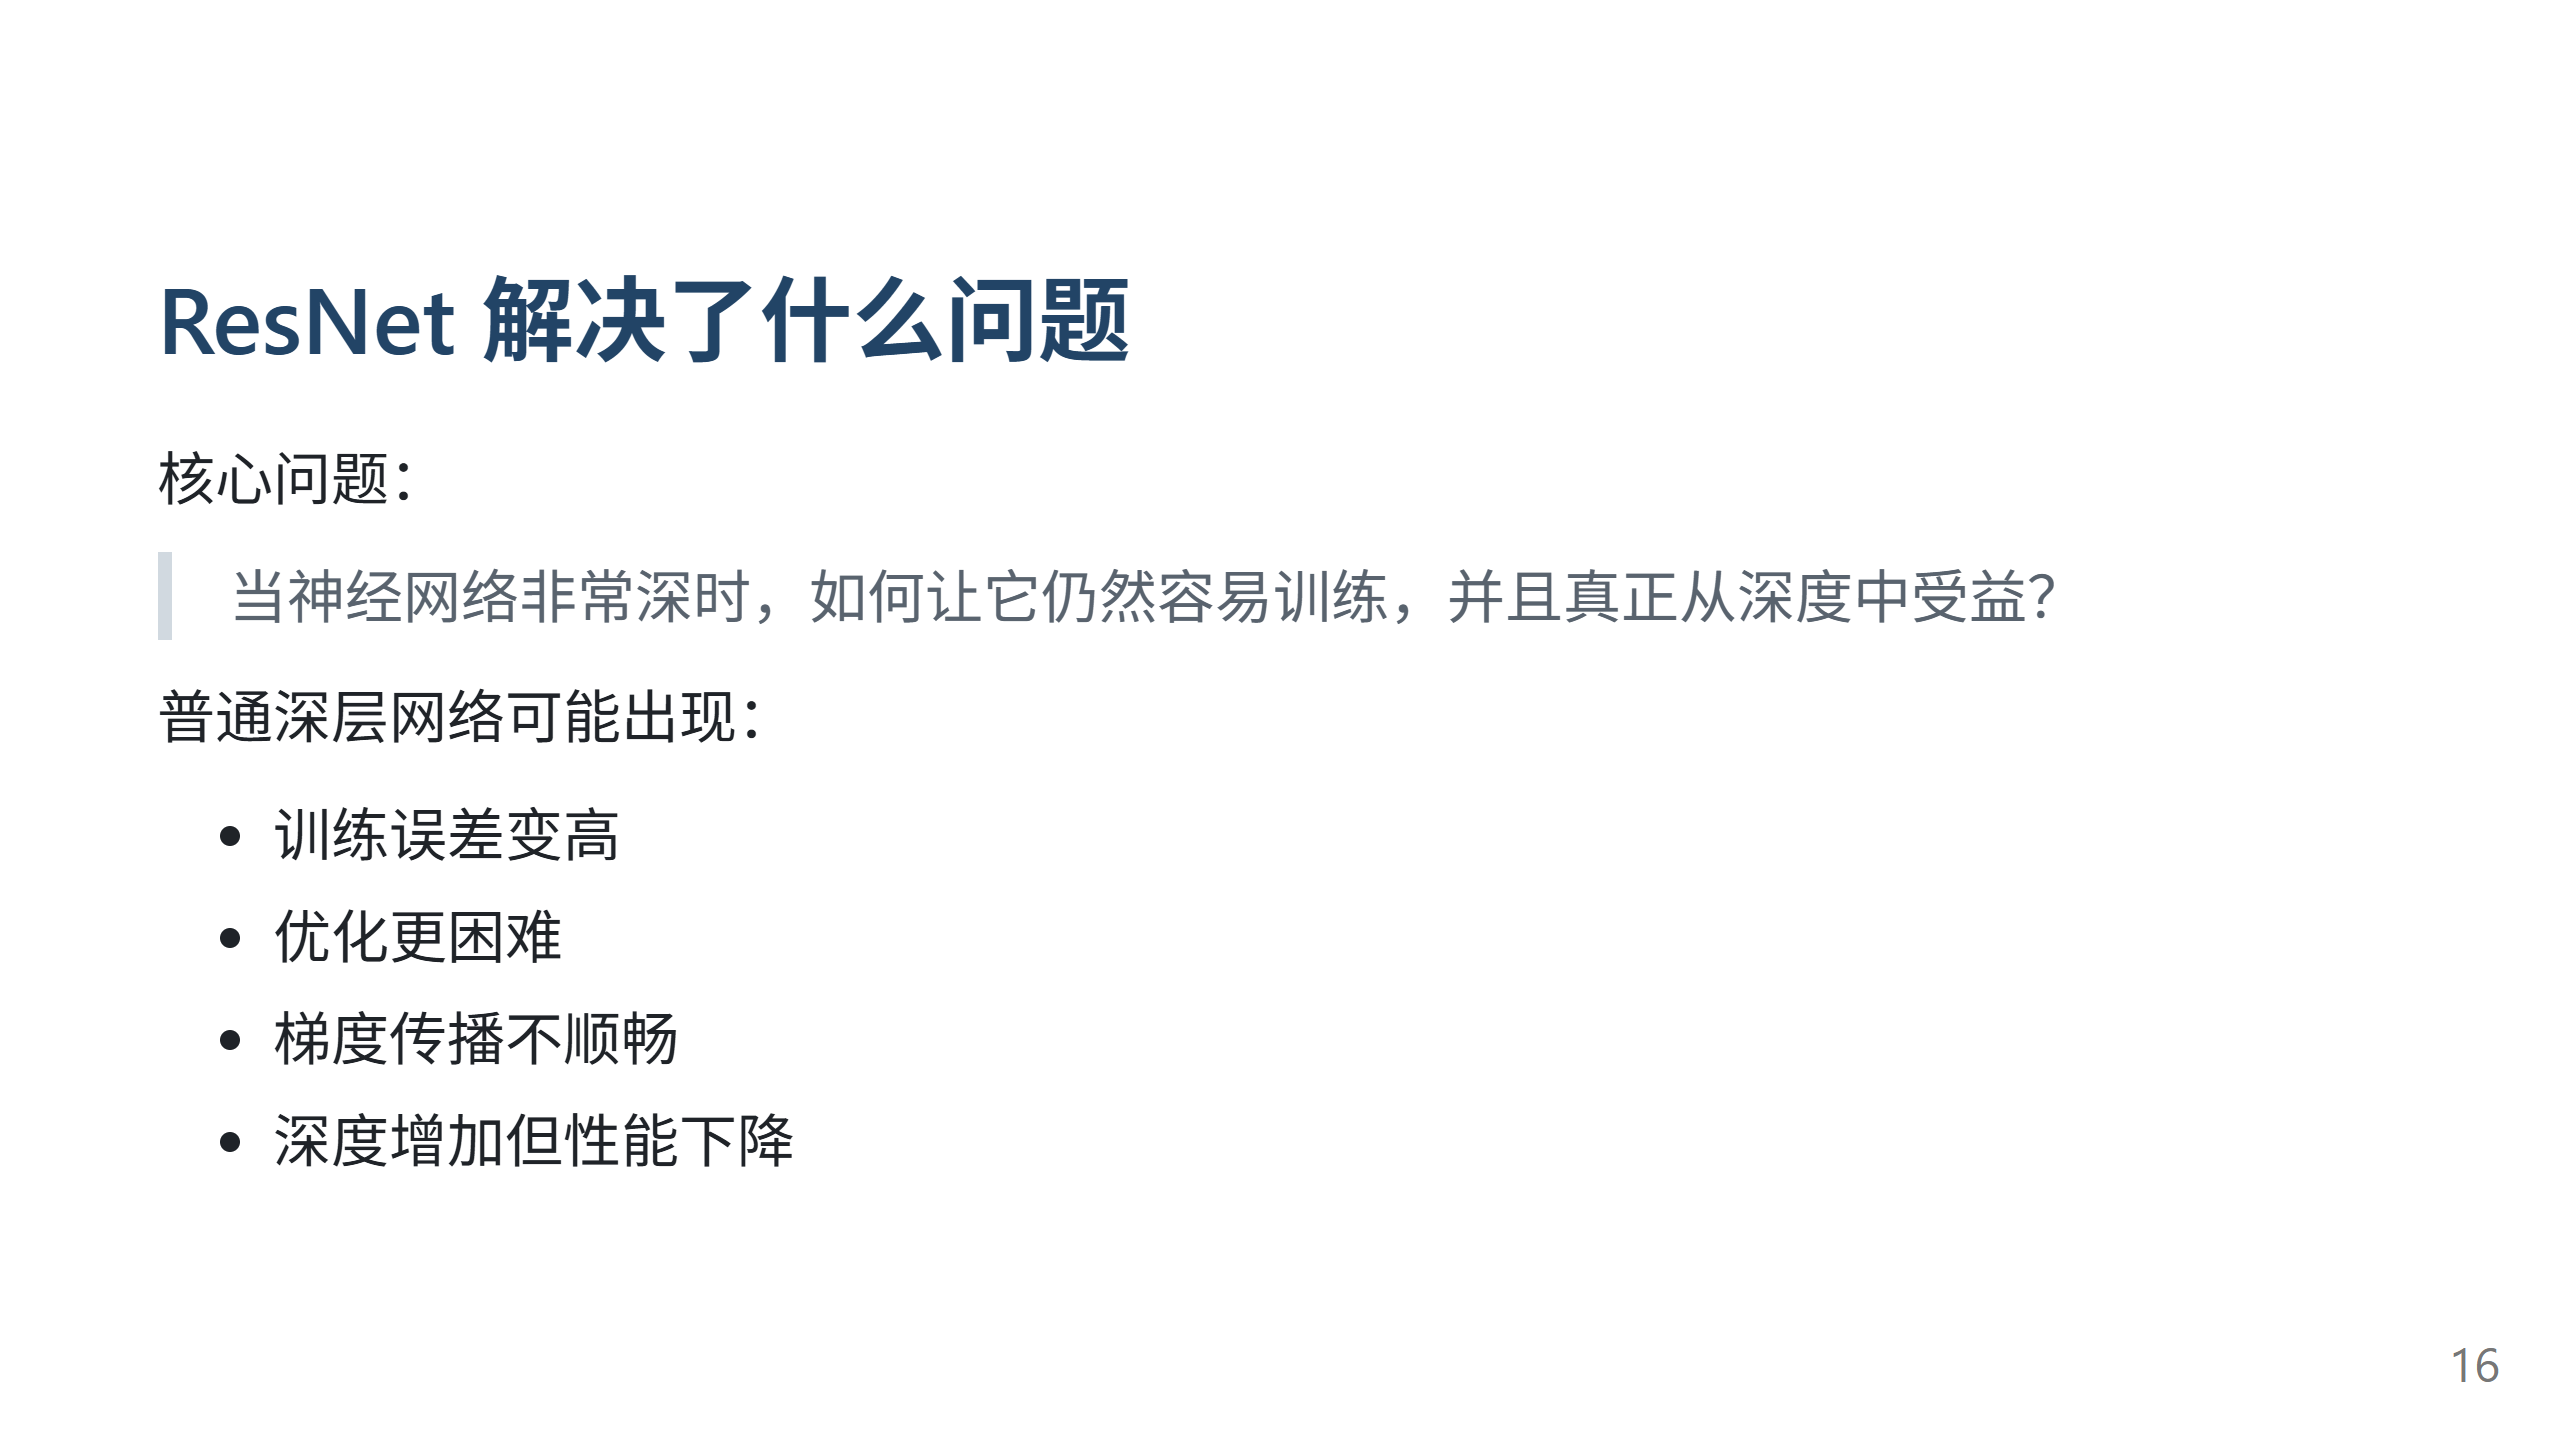 ResNet 解决了什么问题
核心问题：
当神经网络非常深时，如何让它仍然容易训练，并且真正从深度中受益？
普通深层网络可能出现：
• 训练误差变高
• 优化更困难
• 梯度传播不顺畅
• 深度增加但性能下降
16